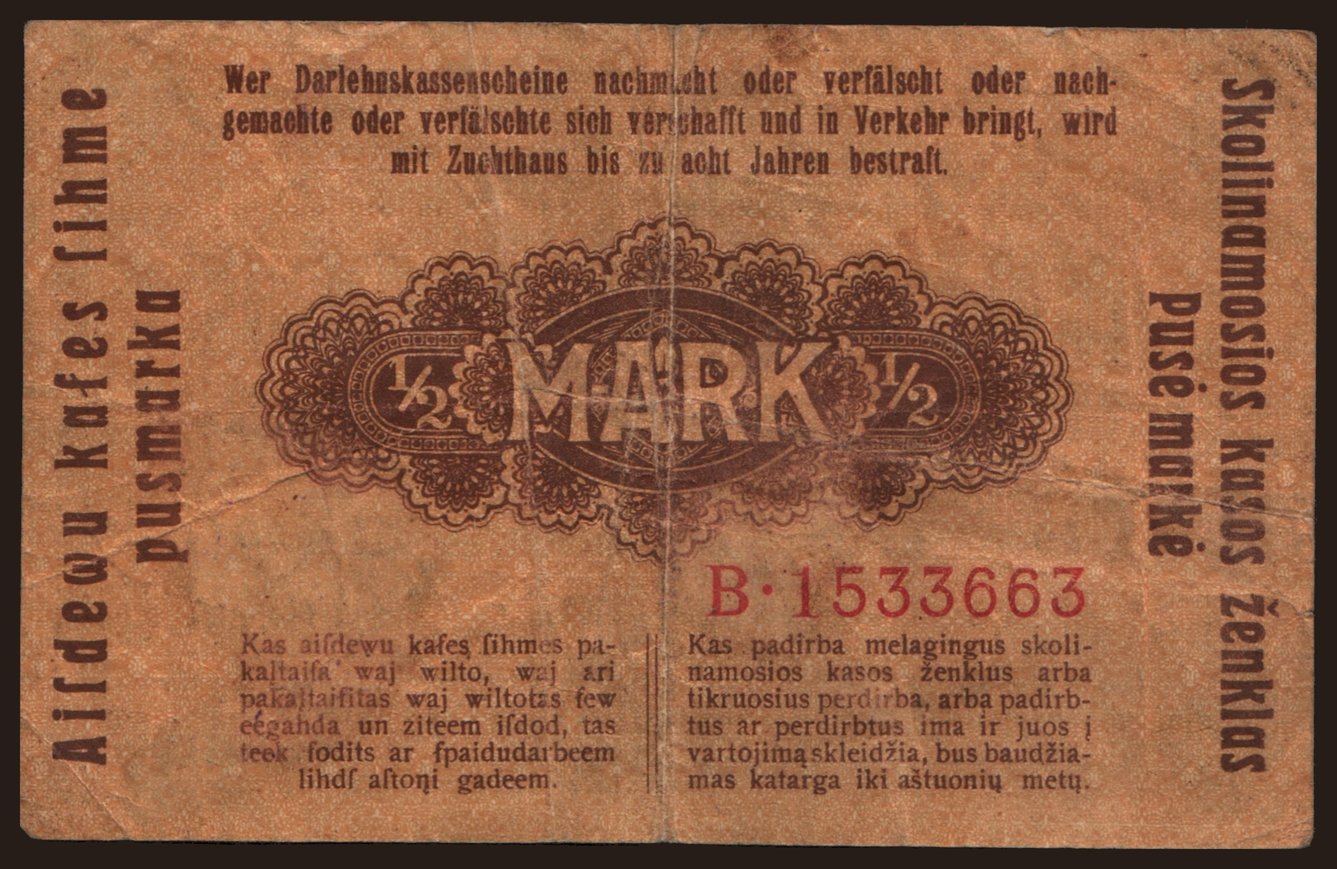 Wer Darlehnskassenscheine nachmacht oder verfälscht oder nach-
gemachte oder verfälschte sich verschafft und in Verkehr bringt, wird
mit Zuchthaus bis zu acht Jahren bestraft.
Aiſdewu kaſes ſihme
pusmarka
½ MARK ½
Skolinamosios kasos ženklas
Pusė markė
B·1533663
Kas aiſdewu kaſes ſihmes pa-
kaļtaiſa waj wilto, waj ari
pakaļtaiſitas waj wiltotas ſew
eegahda un ziteem iſdod, tas
teek ſodits ar ſpaidudarbeem
lihdſ aſtoņi gadeem.
Kas padirba melagingus skoli-
namosios kasos ženklus arba
tikruosius perdirba, arba padirb-
tus ar perdirbtus ima ir juos į
vartojimą skleidžia, bus baudžia-
mas katarga iki aštuonių metų.